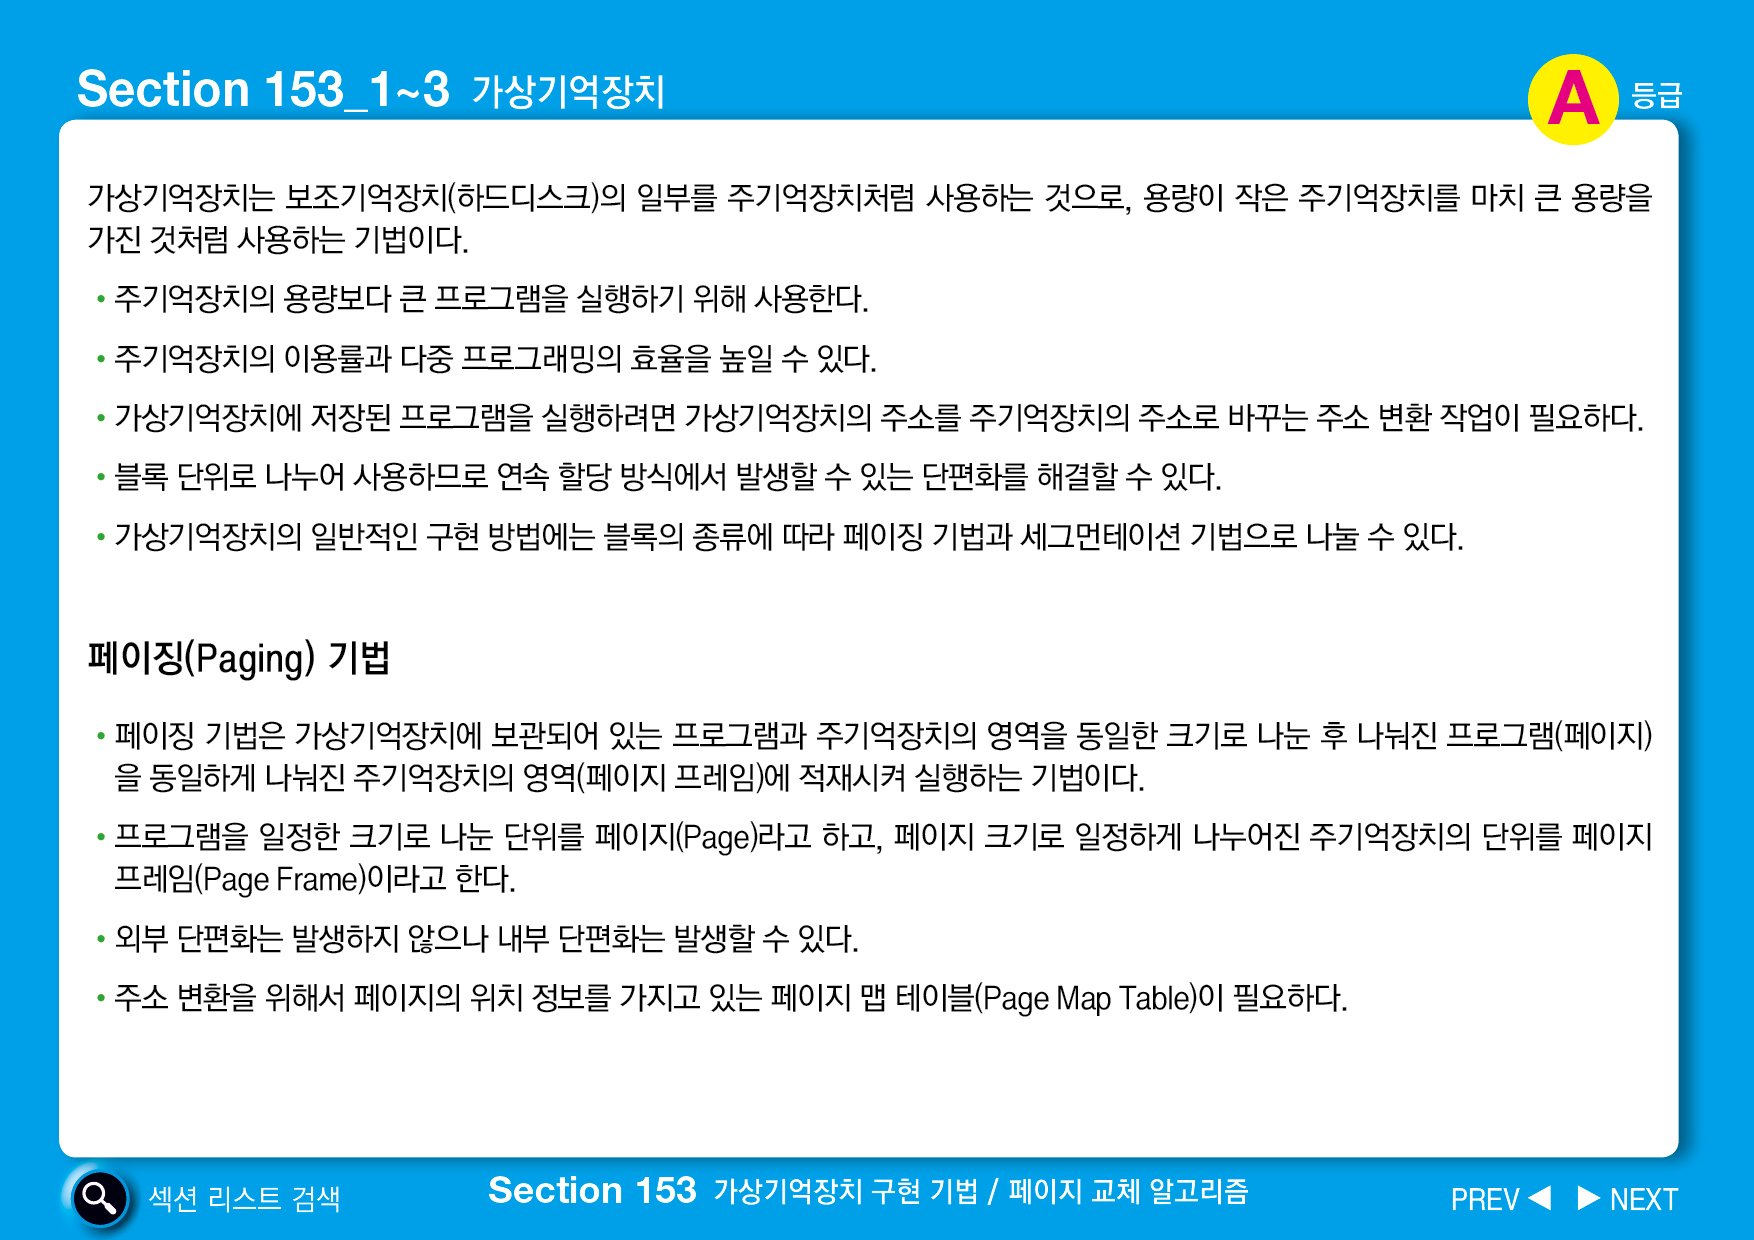 Section 153_1~3 가상기억장치
A 등급
가상기억장치는 보조기억장치(하드디스크)의 일부를 주기억장치처럼 사용하는 것으로, 용량이 작은 주기억장치를 마치 큰 용량을
가진 것처럼 사용하는 기법이다.
• 주기억장치의 용량보다 큰 프로그램을 실행하기 위해 사용한다.
• 주기억장치의 이용률과 다중 프로그래밍의 효율을 높일 수 있다.
• 가상기억장치에 저장된 프로그램을 실행하려면 가상기억장치의 주소를 주기억장치의 주소로 바꾸는 주소 변환 작업이 필요하다.
• 블록 단위로 나누어 사용하므로 연속 할당 방식에서 발생할 수 있는 단편화를 해결할 수 있다.
• 가상기억장치의 일반적인 구현 방법에는 블록의 종류에 따라 페이징 기법과 세그먼테이션 기법으로 나눌 수 있다.
페이징(Paging) 기법
• 페이징 기법은 가상기억장치에 보관되어 있는 프로그램과 주기억장치의 영역을 동일한 크기로 나눈 후 나눠진 프로그램(페이지)
을 동일하게 나눠진 주기억장치의 영역(페이지 프레임)에 적재시켜 실행하는 기법이다.
• 프로그램을 일정한 크기로 나눈 단위를 페이지(Page)라고 하고, 페이지 크기로 일정하게 나누어진 주기억장치의 단위를 페이지
프레임(Page Frame)이라고 한다.
• 외부 단편화는 발생하지 않으나 내부 단편화는 발생할 수 있다.
• 주소 변환을 위해서 페이지의 위치 정보를 가지고 있는 페이지 맵 테이블(Page Map Table)이 필요하다.
섹션 리스트 검색
Section 153 가상기억장치 구현 기법 / 페이지 교체 알고리즘
PREV ◀ ▶ NEXT